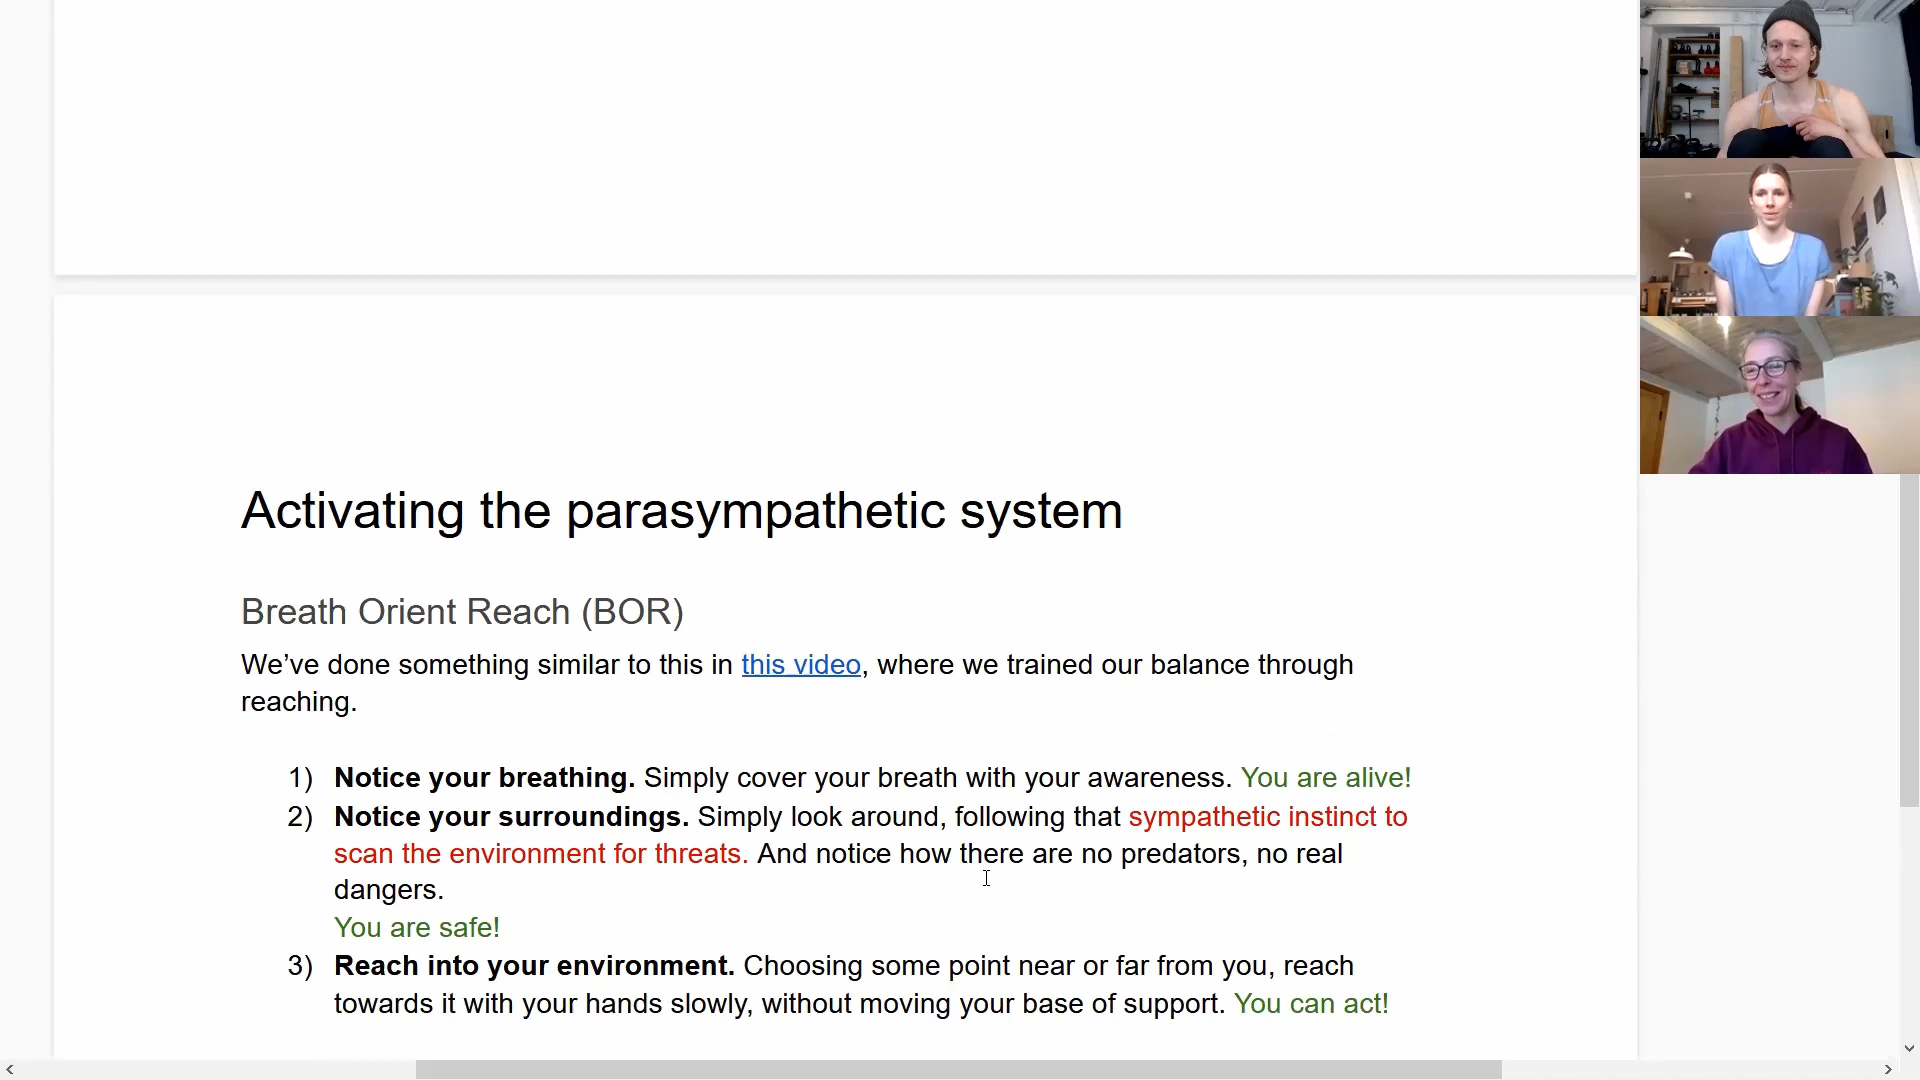 Activating the parasympathetic system
Breath Orient Reach (BOR)
We’ve done something similar to this in this video, where we trained our balance through
reaching.
1) Notice your breathing. Simply cover your breath with your awareness. You are alive!
2) Notice your surroundings. Simply look around, following that sympathetic instinct to
scan the environment for threats. And notice how there are no predators, no real
dangers.
You are safe!
3) Reach into your environment. Choosing some point near or far from you, reach
towards it with your hands slowly, without moving your base of support. You can act!